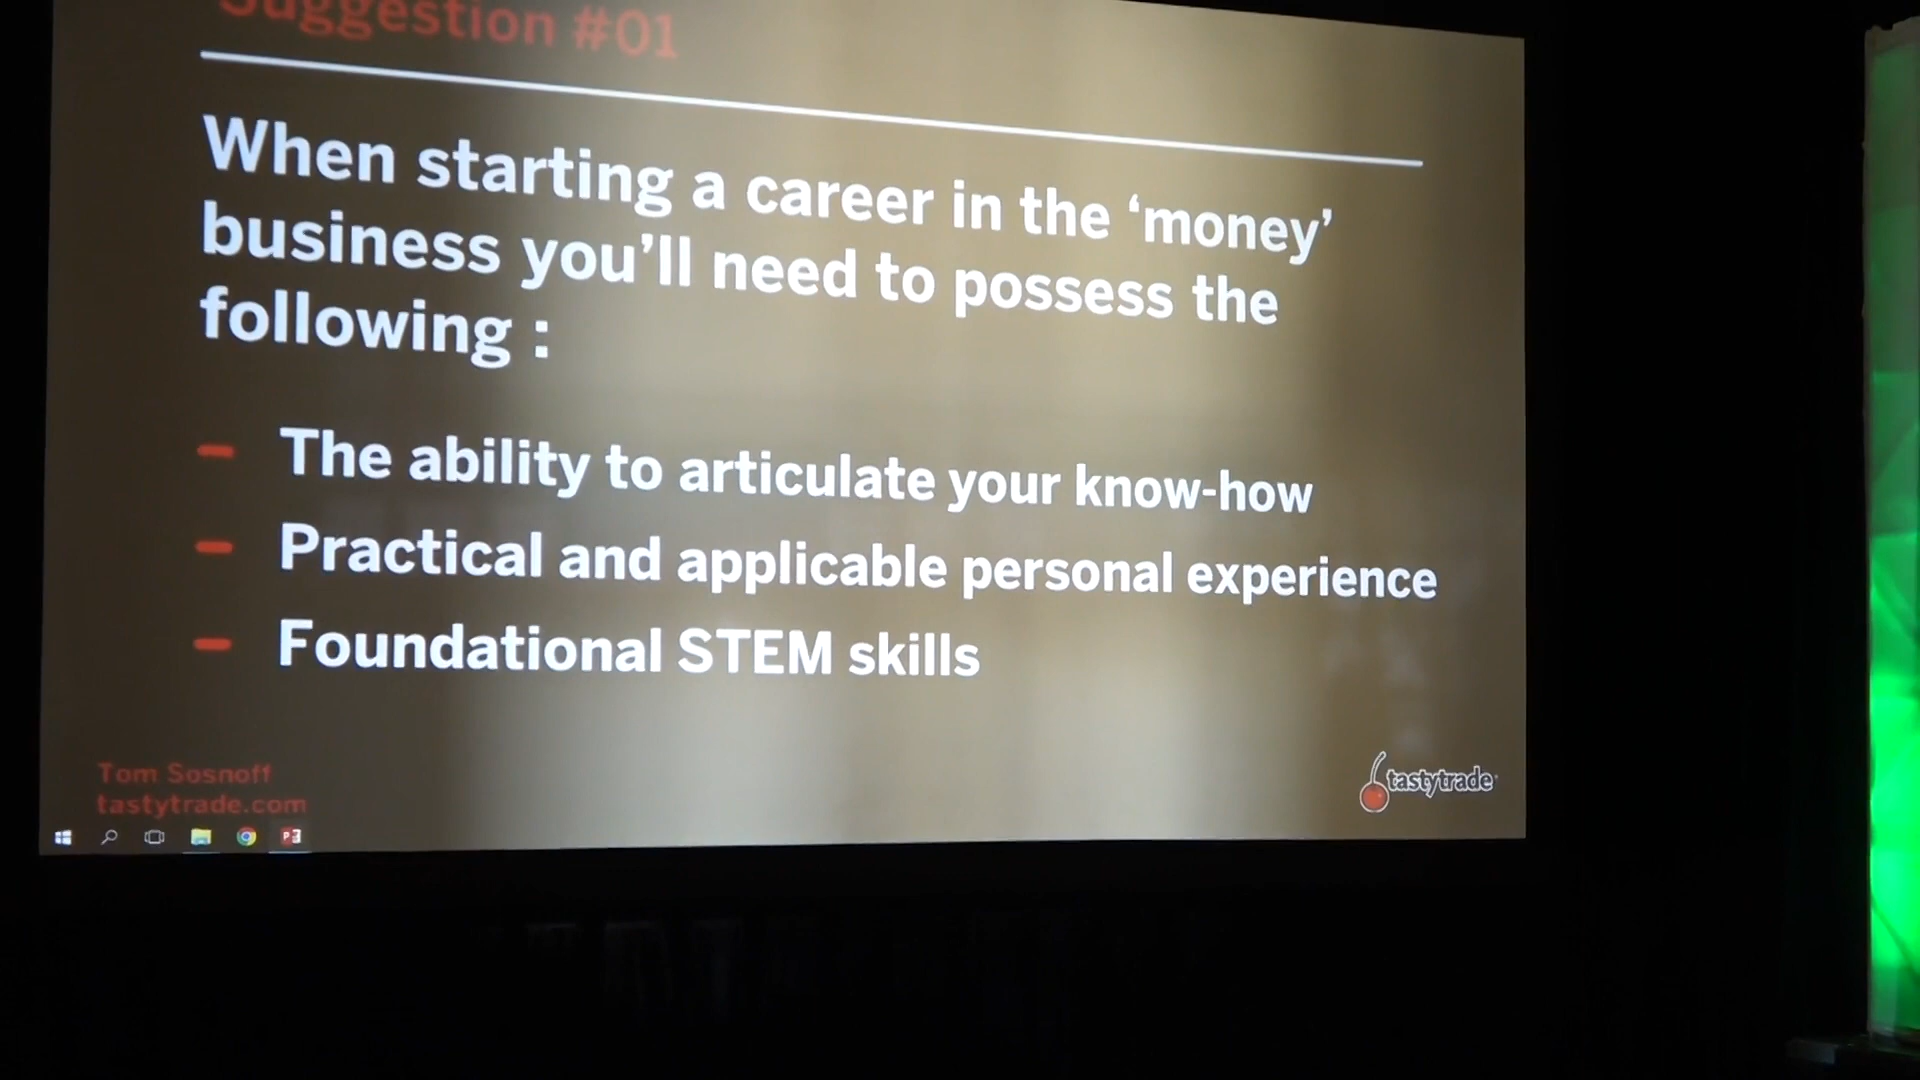 Suggestion #01
When starting a career in the ‘money’
business you’ll need to possess the
following :
- The ability to articulate your know-how
- Practical and applicable personal experience
- Foundational STEM skills
Tom Sosnoff
tastytrade.com
tastytrade